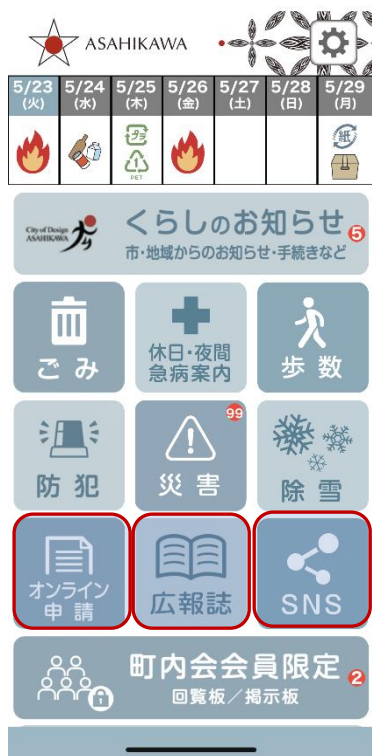 ASAHIKAWA
5/23 5/24 5/25 5/26 5/27 5/28 5/29
(火) (水) (木) (金) (土) (日) (月)
プラ 紙
PET
City of Design
ASAHIKAWA
くらしのお知らせ 5
市・地域からのお知らせ・手続きなど
ごみ
休日・夜間
急病案内
歩数
防犯
99
災害
除雪
オンライン
申請
広報誌
SNS
町内会会員限定 2
回覧板/掲示板